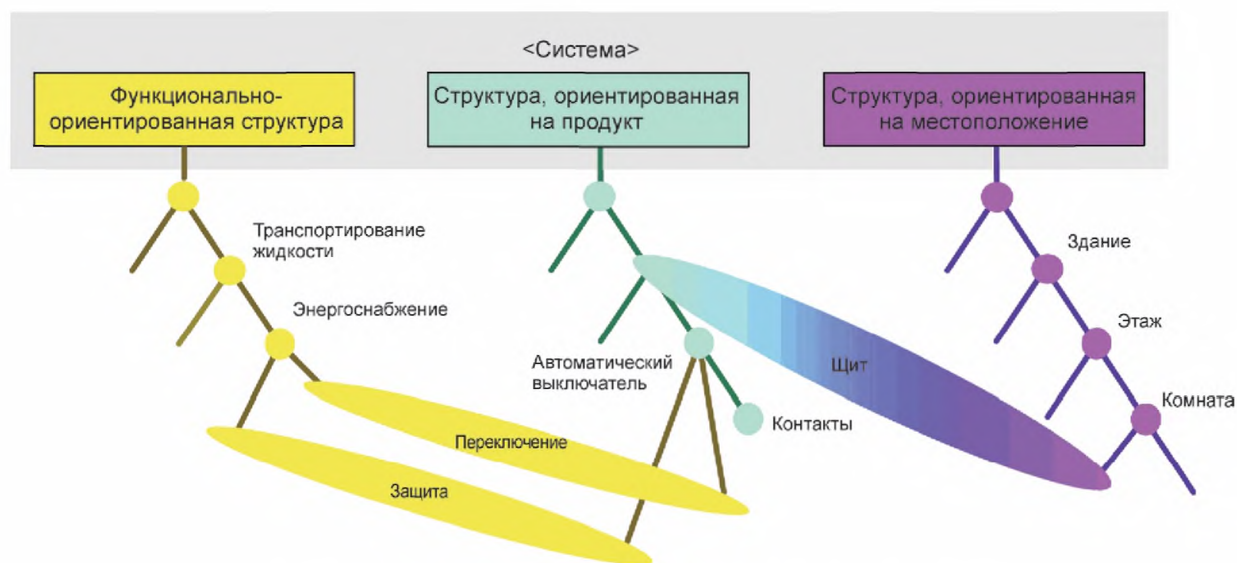 <Система>
Функционально-
ориентированная структура
Структура, ориентированная
на продукт
Структура, ориентированная
на местоположение
Транспортирование
жидкости
Здание
Энергоснабжение
Этаж
Автоматический
выключатель
Щит
Комната
Контакты
Переключение
Защита